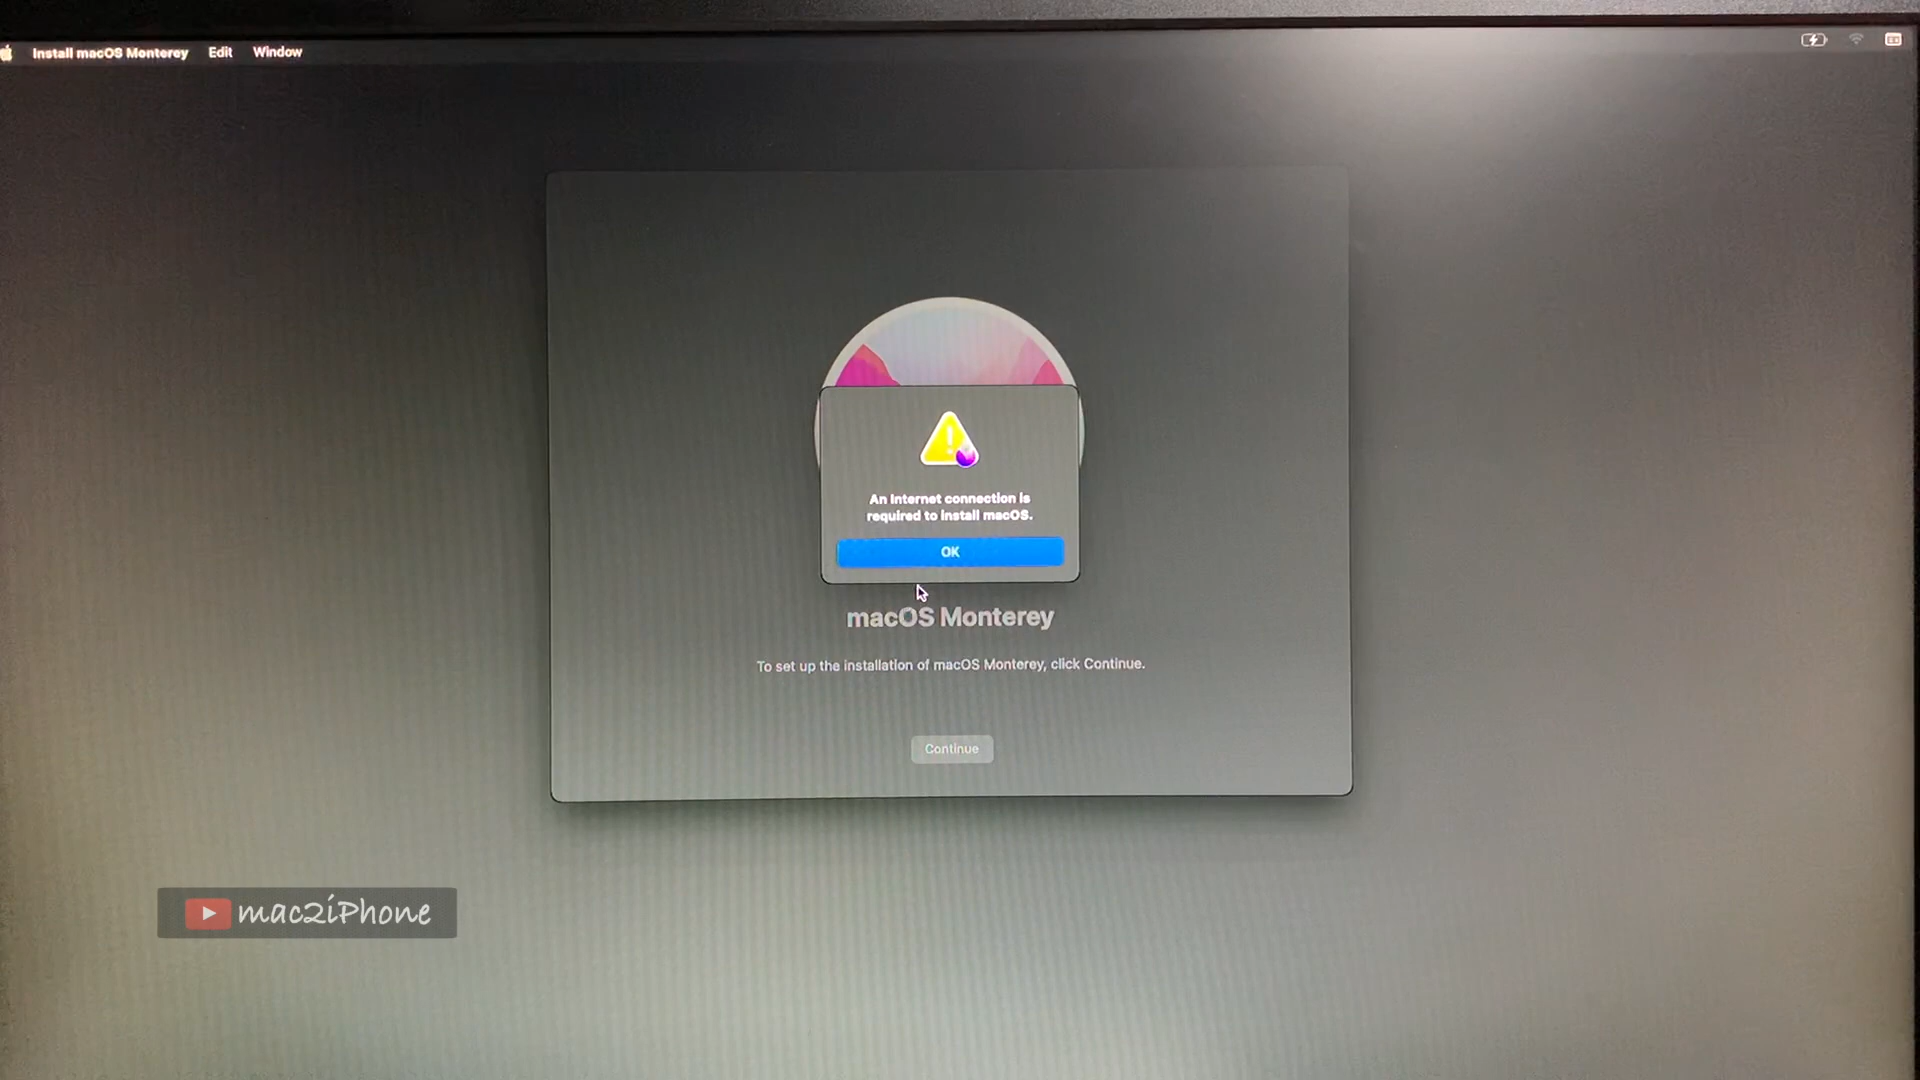 Install macOS Monterey Edit Window
An Internet connection is
required to install macOS.
OK
macOS Monterey
To set up the installation of macOS Monterey, click Continue.
Continue
mac2iPhone